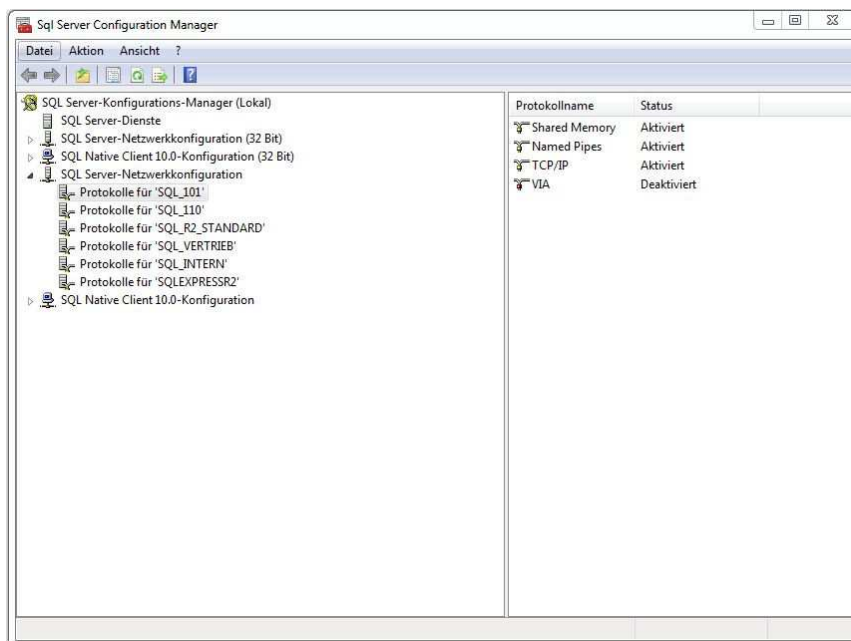 Sql Server Configuration Manager
Datei Aktion Ansicht ?
SQL Server-Konfigurations-Manager (Lokal)
SQL Server-Dienste
SQL Server-Netzwerkkonfiguration (32 Bit)
SQL Native Client 10.0-Konfiguration (32 Bit)
SQL Server-Netzwerkkonfiguration
Protokolle für 'SQL_101'
Protokolle für 'SQL_110'
Protokolle für 'SQL_R2_STANDARD'
Protokolle für 'SQL_VERTRIEB'
Protokolle für 'SQL_INTERN'
Protokolle für 'SQLEXPRESSR2'
SQL Native Client 10.0-Konfiguration
Protokollname Status
Shared Memory Aktiviert
Named Pipes Aktiviert
TCP/IP Aktiviert
VIA Deaktiviert